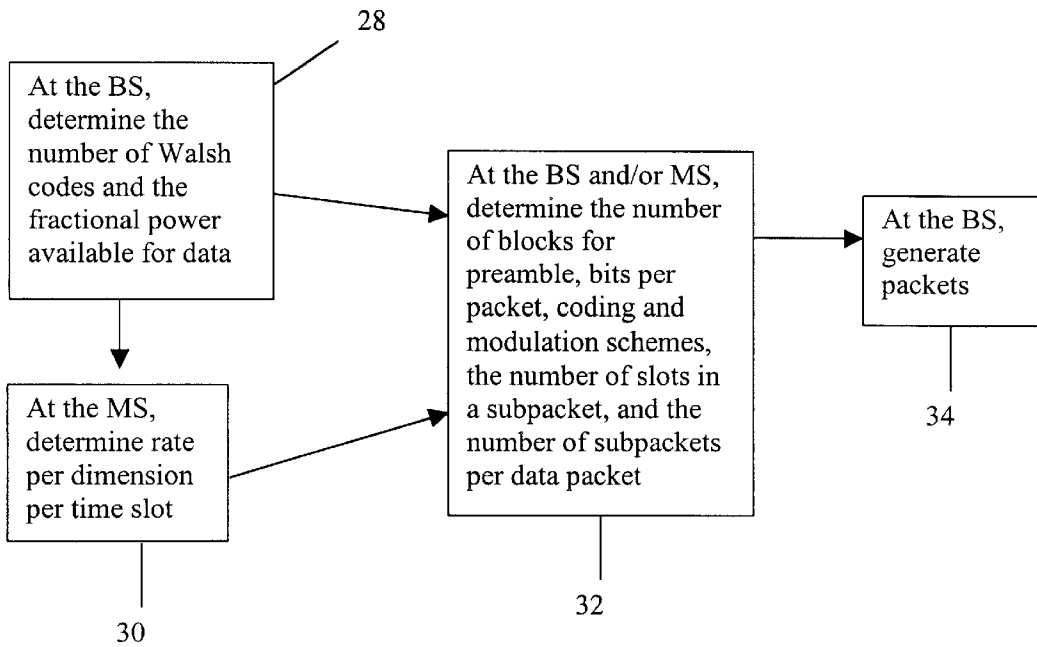 28
At the BS,
determine the
number of Walsh
codes and the
fractional power
available for data
At the MS,
determine rate
per dimension
per time slot
30
At the BS and/or MS,
determine the number
of blocks for
preamble, bits per
packet, coding and
modulation schemes,
the number of slots in
a subpacket, and the
number of subpackets
per data packet
32
At the BS,
generate
packets
34